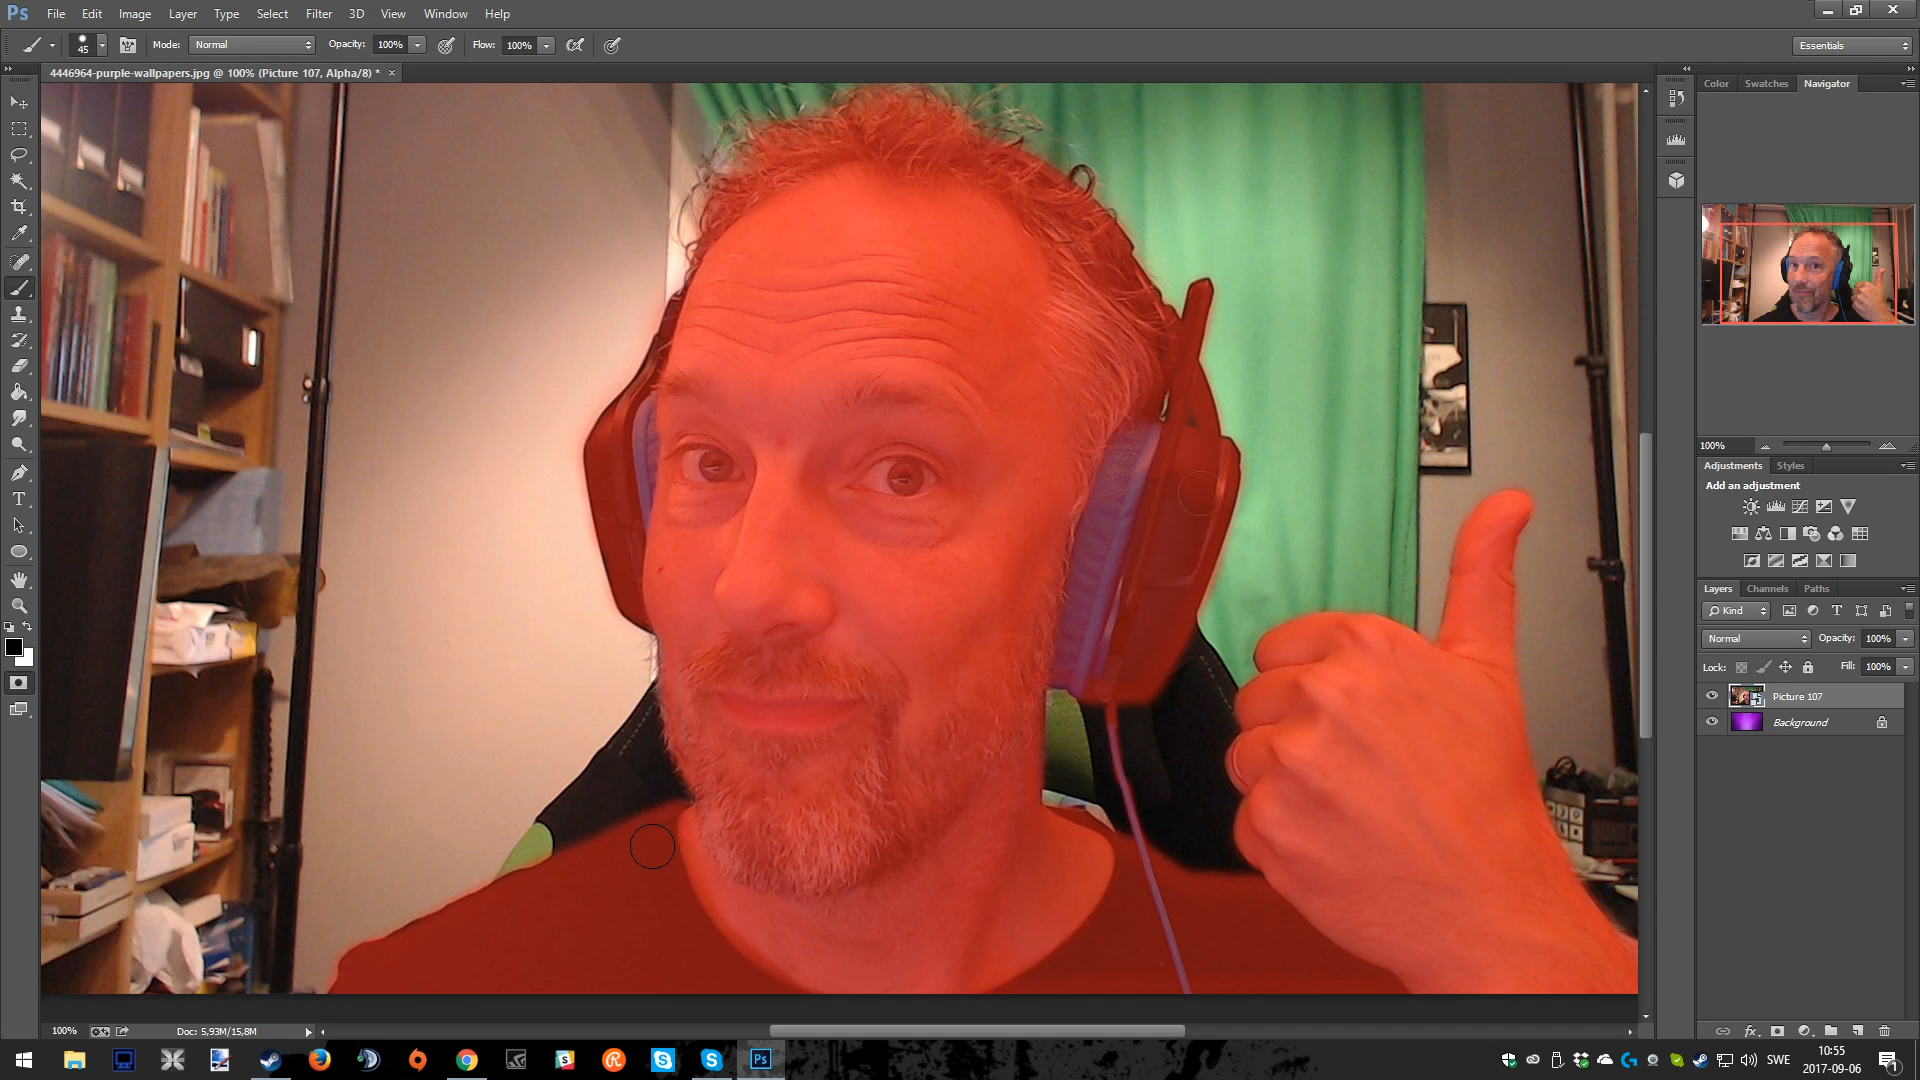 Ps File Edit Image Layer Type Select Filter 3D View Window Help
45 Mode: Normal Opacity: 100% Flow: 100% Essentials
4446964-purple-wallpapers.jpg @ 100% (Picture 107, Alpha/8) *
Color Swatches Navigator
100%
Adjustments Styles
Add an adjustment
Layers Channels Paths
Kind
Normal Opacity: 100%
Lock: Fill: 100%
Picture 107
Background
100% Doc: 5,93M/15,8M
Ps SWE 10:55
2017-09-06
1